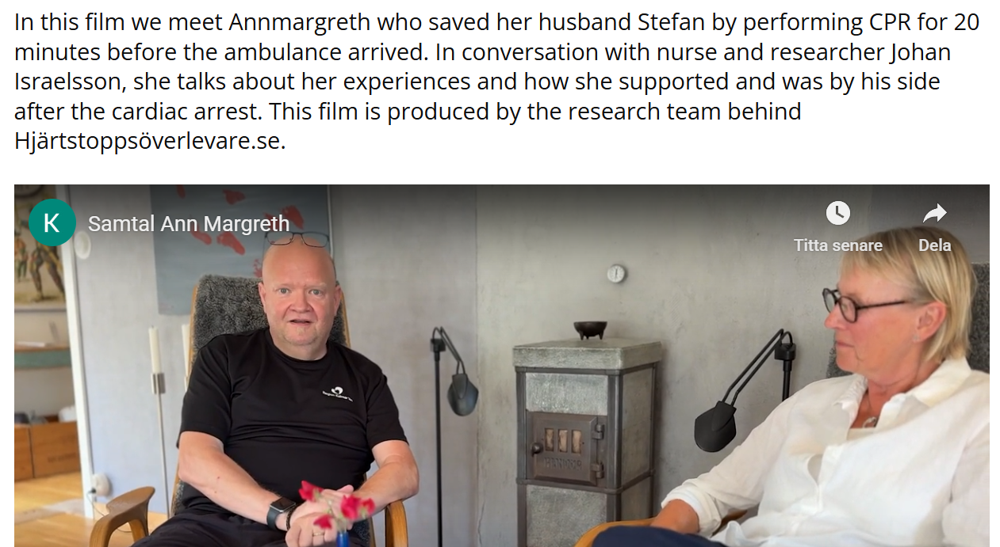 In this film we meet Annmargreth who saved her husband Stefan by performing CPR for 20
minutes before the ambulance arrived. In conversation with nurse and researcher Johan
Israelsson, she talks about her experiences and how she supported and was by his side
after the cardiac arrest. This film is produced by the research team behind
Hjärtstoppsöverlevare.se.
K
Samtal Ann Margreth
Titta senare
Dela